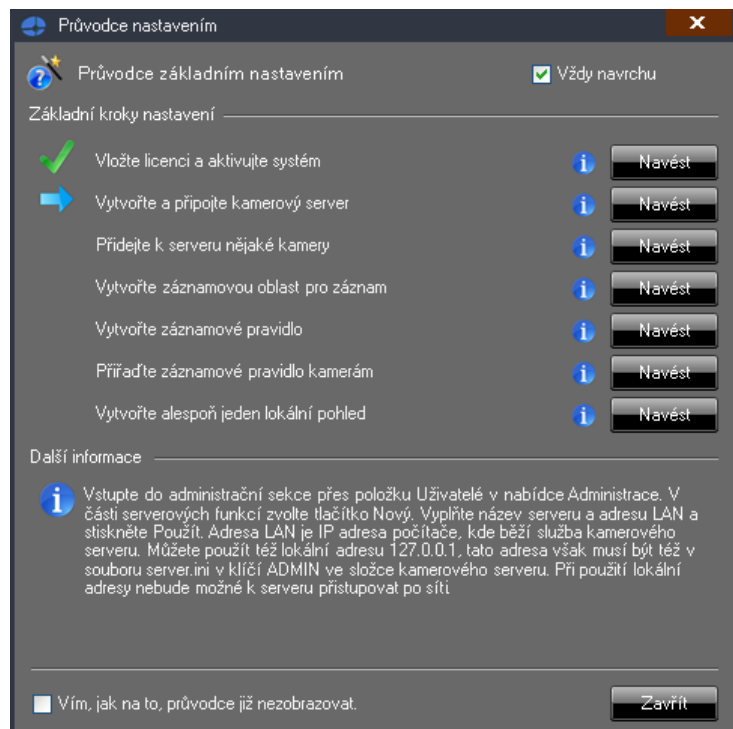 Průvodce nastavením
Průvodce základním nastavením
Vždy navrchu
Základní kroky nastavení
Vložte licenci a aktivujte systém
Navést
Vytvořte a připojte kamerový server
Navést
Přidejte k serveru nějaké kamery
Navést
Vytvořte záznamovou oblast pro záznam
Navést
Vytvořte záznamové pravidlo
Navést
Přiřaďte záznamové pravidlo kamerám
Navést
Vytvořte alespoň jeden lokální pohled
Navést
Další informace
Vstupte do administrační sekce přes položku Uživatelé v nabídce Administrace. V
části serverových funkcí zvolte tlačítko Nový. Vyplňte název serveru a adresu LAN a
stiskněte Použít. Adresa LAN je IP adresa počítače, kde běží služba kamerového
serveru. Můžete použít též lokální adresu 127.0.0.1, tato adresa však musí být též v
souboru server.ini v klíčí ADMIN ve složce kamerového serveru. Při použití lokální
adresy nebude možné k serveru přistupovat po síti.
Vím, jak na to, průvodce již nezobrazovat.
Zavřít